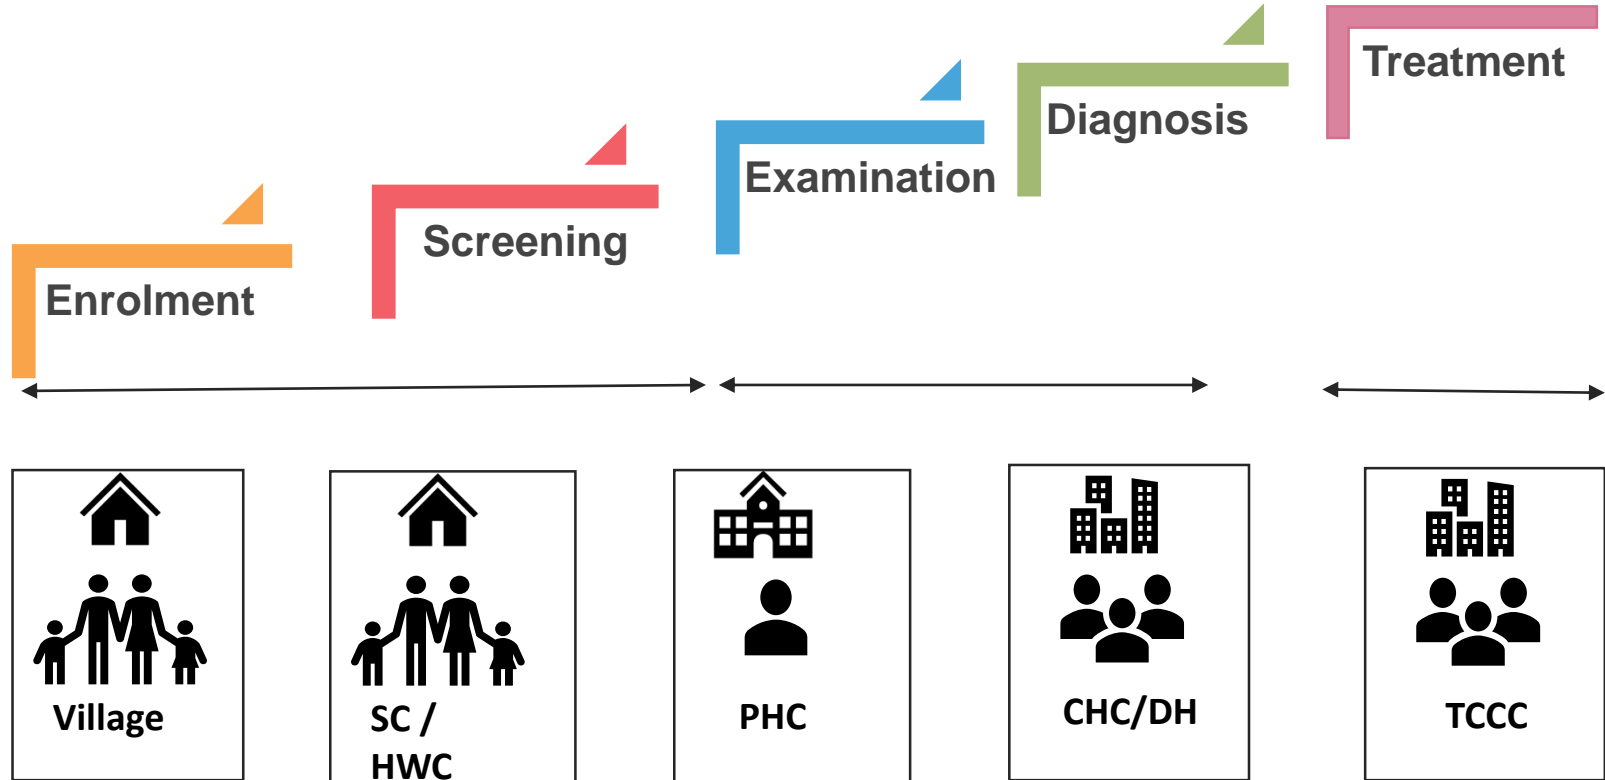 Enrolment
Screening
Examination
Diagnosis
Treatment
Village
SC /
HWC
PHC
CHC/DH
TCCC